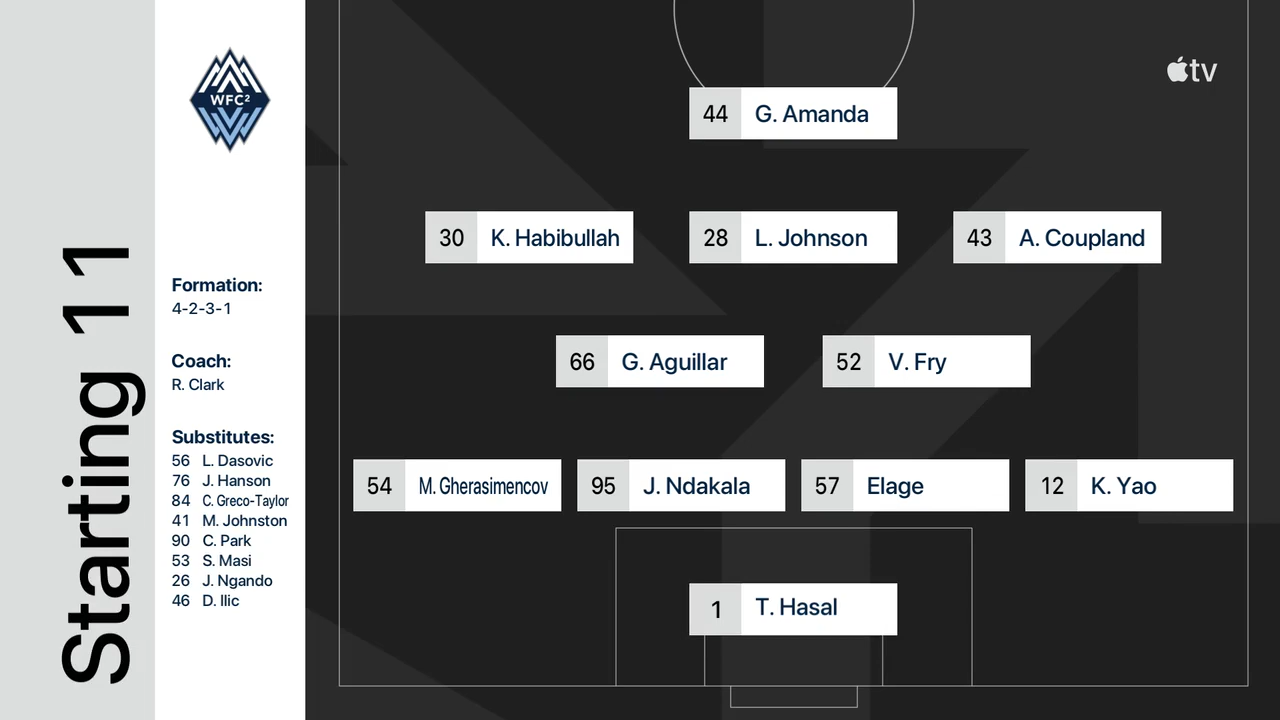 Starting 11
WFC²
Formation:
4-2-3-1
Coach:
R. Clark
Substitutes:
56 L. Dasovic
76 J. Hanson
84 C. Greco-Taylor
41 M. Johnston
90 C. Park
53 S. Masi
26 J. Ngando
46 D. Ilic
tv
44 G. Amanda
30 K. Habibullah 28 L. Johnson 43 A. Coupland
66 G. Aguillar 52 V. Fry
54 M. Gherasimencov 95 J. Ndakala 57 Elage 12 K. Yao
1 T. Hasal